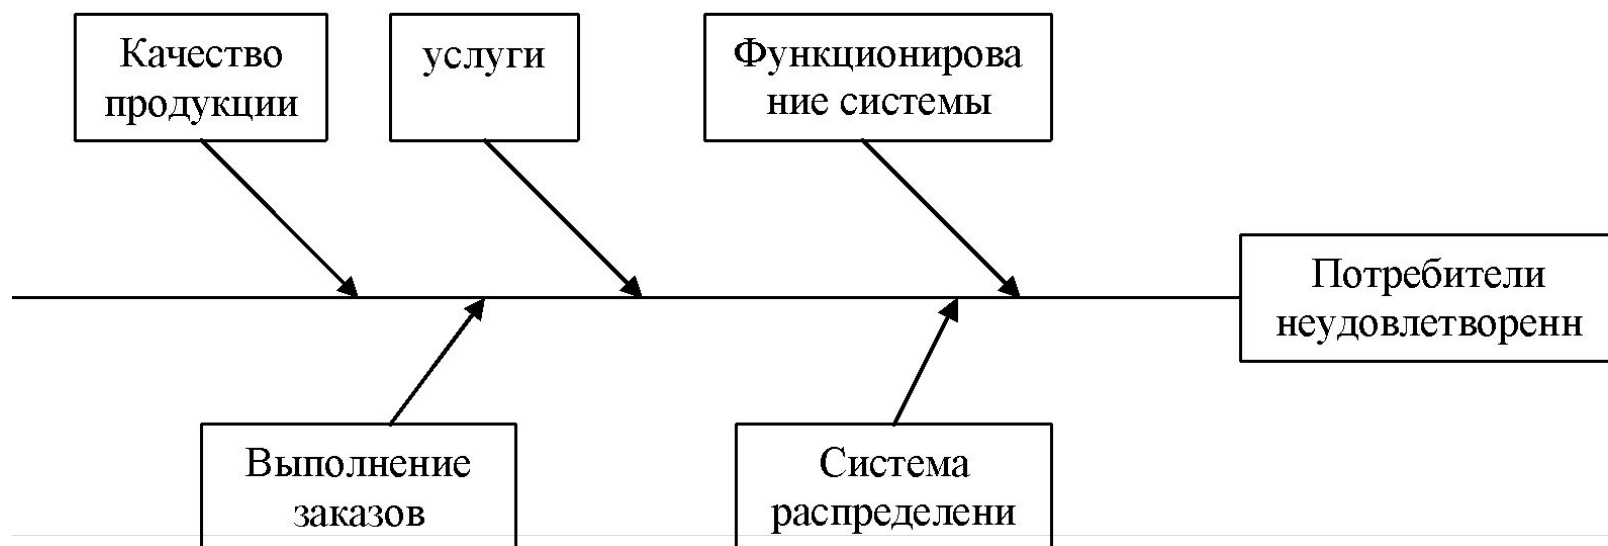 Качество
продукции
услуги
Функционирова
ние системы
Потребители
неудовлетворенн
Выполнение
заказов
Система
распределени